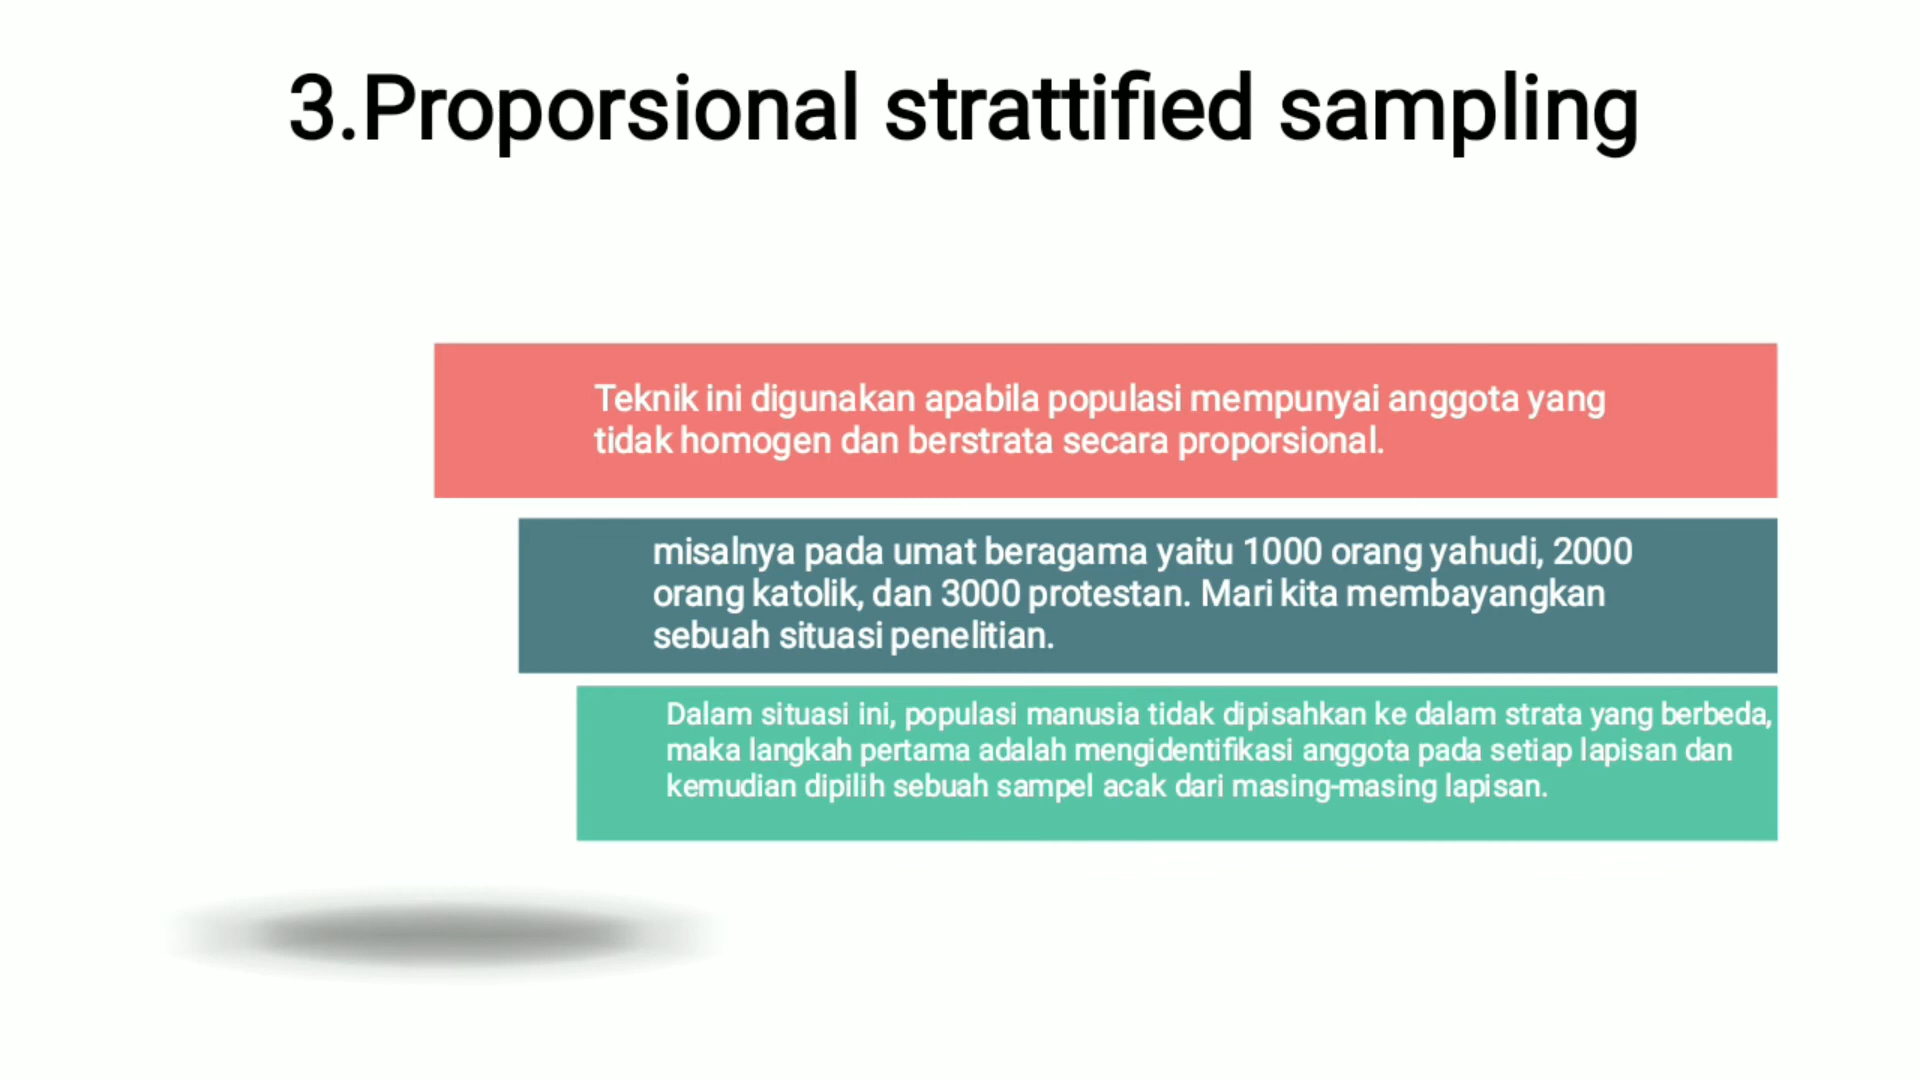 3.Proporsional strattified sampling
Teknik ini digunakan apabila populasi mempunyai anggota yang
tidak homogen dan berstrata secara proporsional.
misalnya pada umat beragama yaitu 1000 orang yahudi, 2000
orang katolik, dan 3000 protestan. Mari kita membayangkan
sebuah situasi penelitian.
Dalam situasi ini, populasi manusia tidak dipisahkan ke dalam strata yang berbeda,
maka langkah pertama adalah mengidentifikasi anggota pada setiap lapisan dan
kemudian dipilih sebuah sampel acak dari masing-masing lapisan.